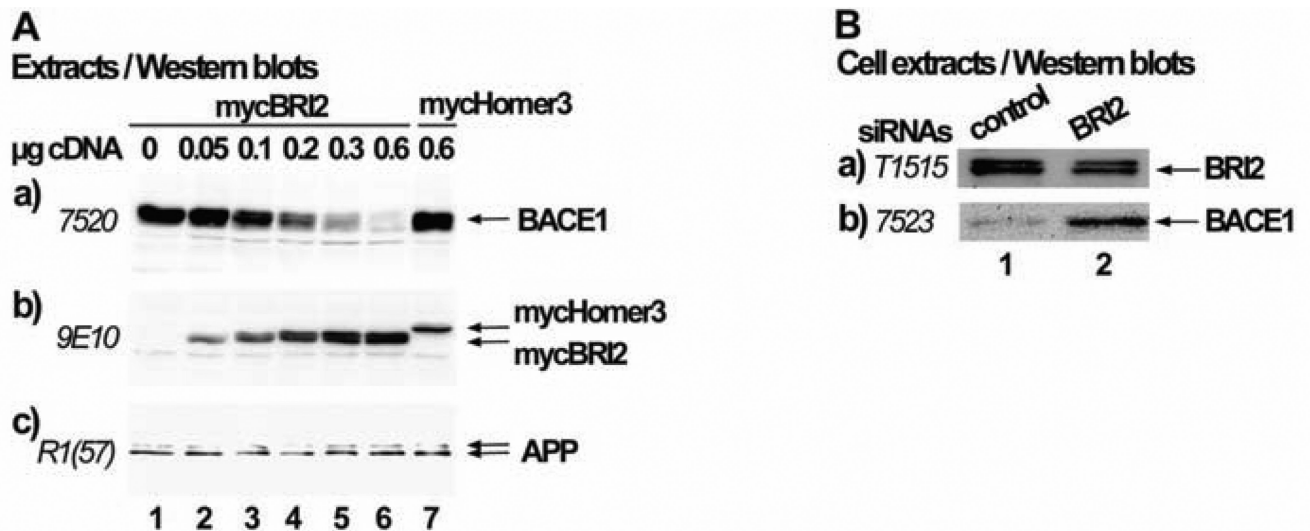 A
Extracts / Western blots
mycBRI2 mycHomer3
µg cDNA 0 0.05 0.1 0.2 0.3 0.6 0.6
a) 7520 BACE1
b) 9E10 mycHomer3
mycBRI2
c) R1(57) APP
1 2 3 4 5 6 7
B
Cell extracts / Western blots
siRNAs control BRI2
a) T1515 BRI2
b) 7523 BACE1
1 2